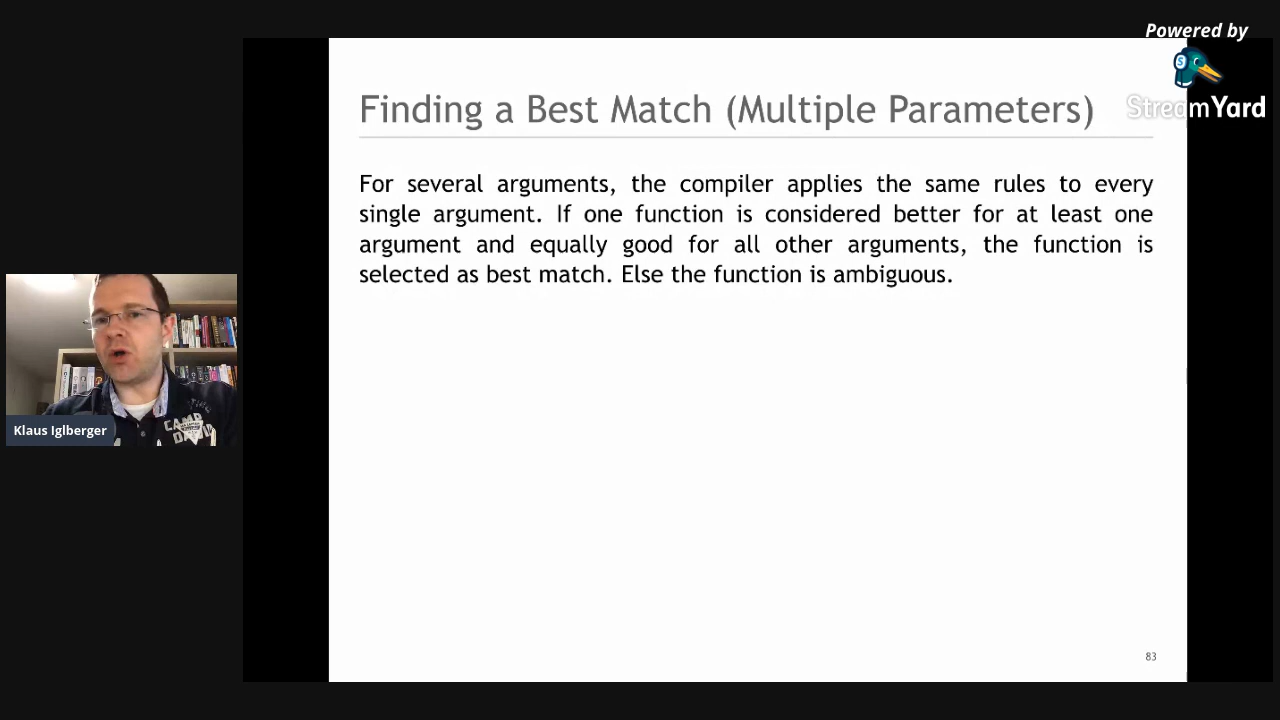 Powered by
StreamYard
Finding a Best Match (Multiple Parameters)
For several arguments, the compiler applies the same rules to every
single argument. If one function is considered better for at least one
argument and equally good for all other arguments, the function is
selected as best match. Else the function is ambiguous.
CAMP
Klaus Iglberger
83